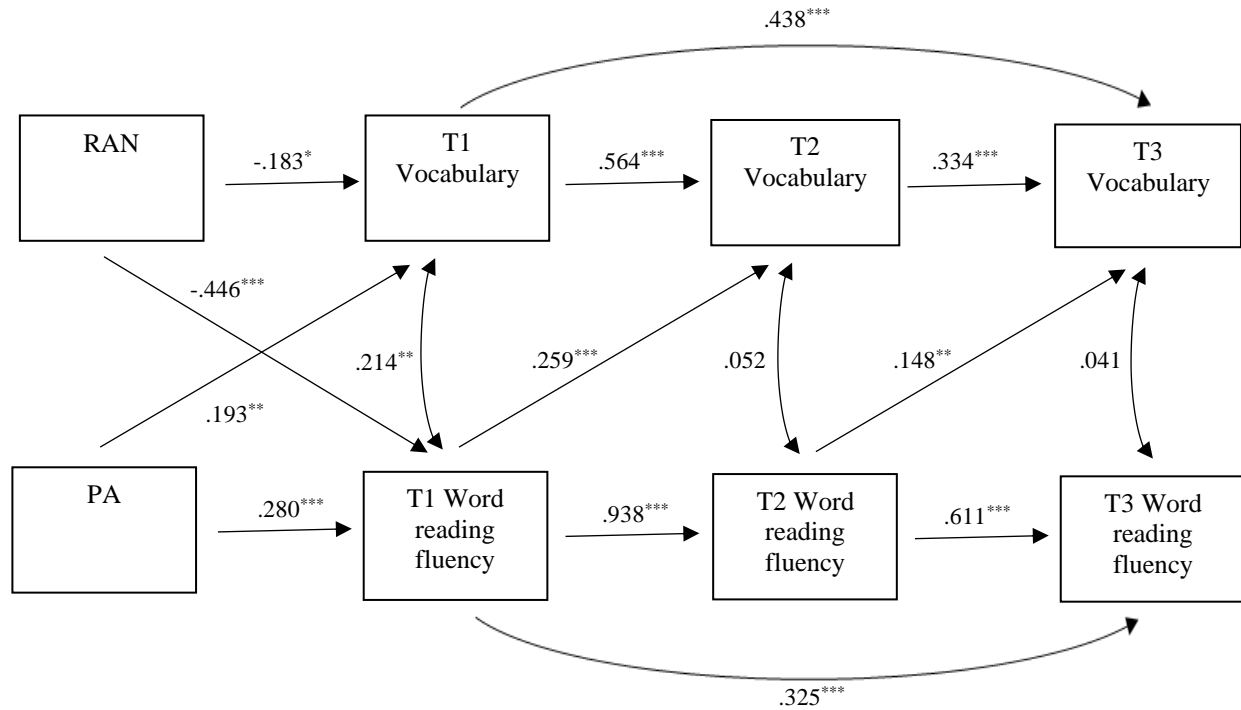 .438***
RAN
-.183*
T1
Vocabulary
.564***
T2
Vocabulary
.334***
T3
Vocabulary
-.446***
.214**
.259***
.052
.148**
.041
.193**
PA
.280***
T1 Word
reading
fluency
.938***
T2 Word
reading
fluency
.611***
T3 Word
reading
fluency
.325***